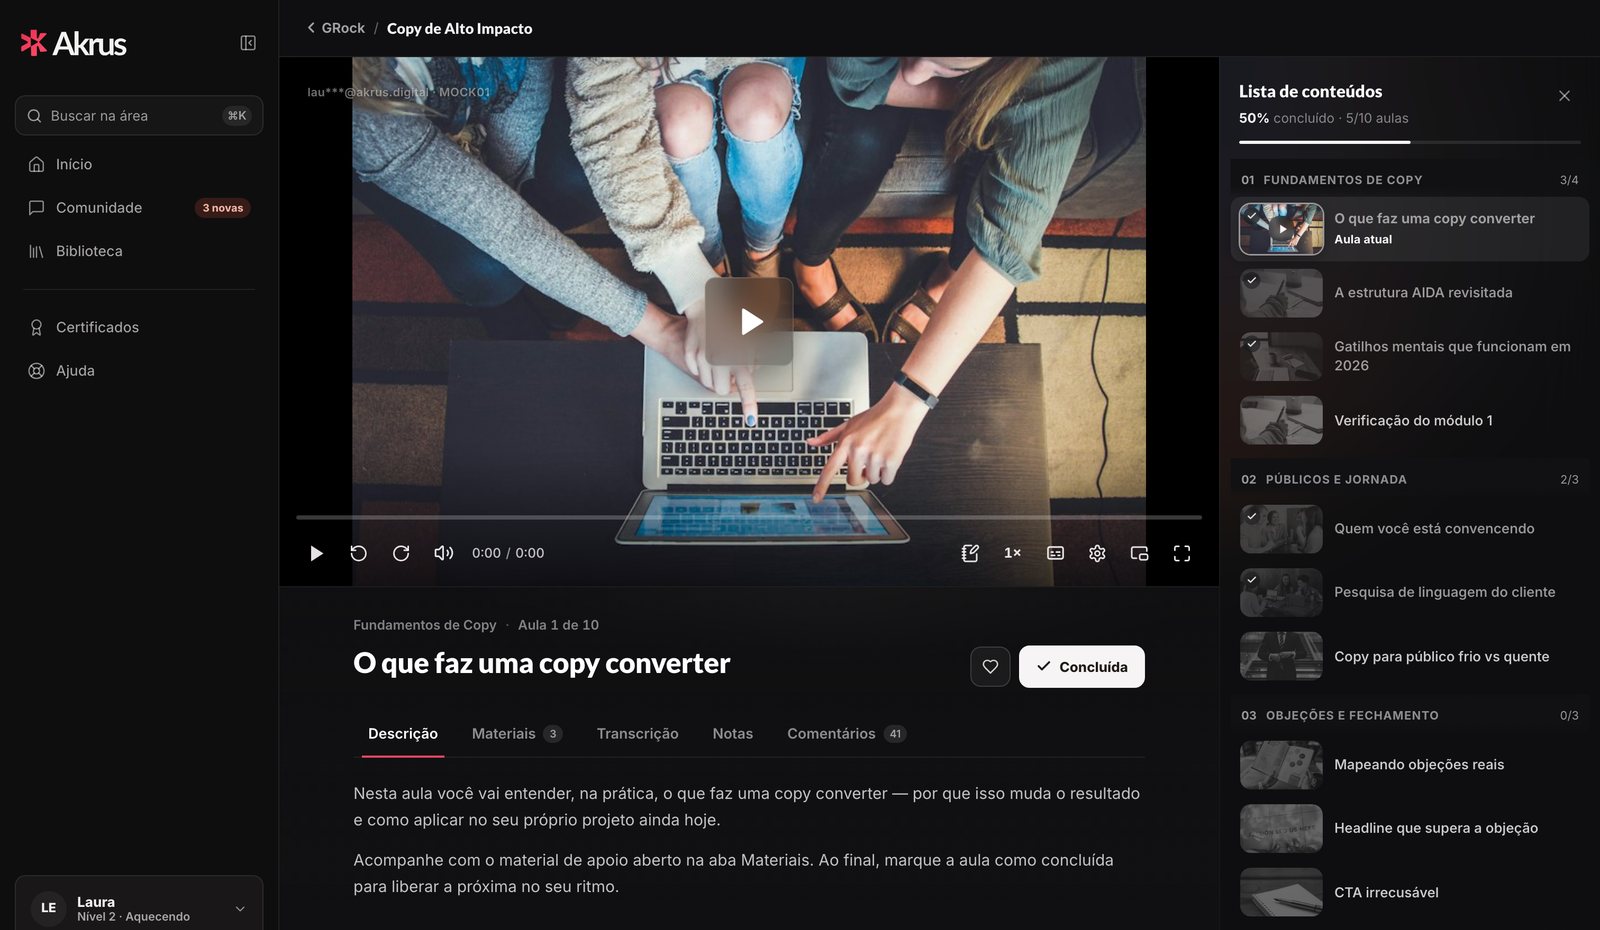 Akrus
Buscar na área
⌘K
Início
Comunidade
3 novas
Biblioteca
Certificados
Ajuda
LE
Laura
Nível 2 · Aquecendo
GRock / Copy de Alto Impacto
lau***@akrus.digital · MOCK01
0:00 / 0:00
1×
Fundamentos de Copy · Aula 1 de 10
O que faz uma copy converter
Concluída
Descrição
Materiais 3
Transcrição
Notas
Comentários 41
Nesta aula você vai entender, na prática, o que faz uma copy converter — por que isso muda o resultado
e como aplicar no seu próprio projeto ainda hoje.
Acompanhe com o material de apoio aberto na aba Materiais. Ao final, marque a aula como concluída
para liberar a próxima no seu ritmo.
Lista de conteúdos
50% concluído · 5/10 aulas
01 FUNDAMENTOS DE COPY 3/4
O que faz uma copy converter
Aula atual
A estrutura AIDA revisitada
Gatilhos mentais que funcionam em
2026
Verificação do módulo 1
02 PÚBLICOS E JORNADA 2/3
Quem você está convencendo
Pesquisa de linguagem do cliente
Copy para público frio vs quente
03 OBJEÇÕES E FECHAMENTO 0/3
Mapeando objeções reais
Headline que supera a objeção
CTA irrecusável